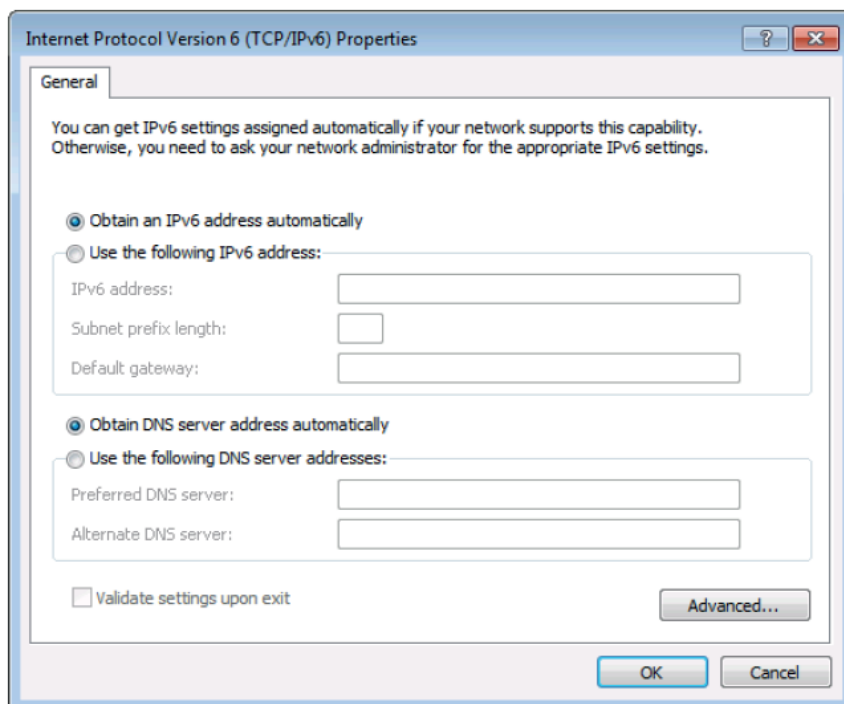 Internet Protocol Version 6 (TCP/IPv6) Properties
?
General
You can get IPv6 settings assigned automatically if your network supports this capability.
Otherwise, you need to ask your network administrator for the appropriate IPv6 settings.
Obtain an IPv6 address automatically
Use the following IPv6 address:
IPv6 address:
Subnet prefix length:
Default gateway:
Obtain DNS server address automatically
Use the following DNS server addresses:
Preferred DNS server:
Alternate DNS server:
Validate settings upon exit
Advanced...
OK Cancel